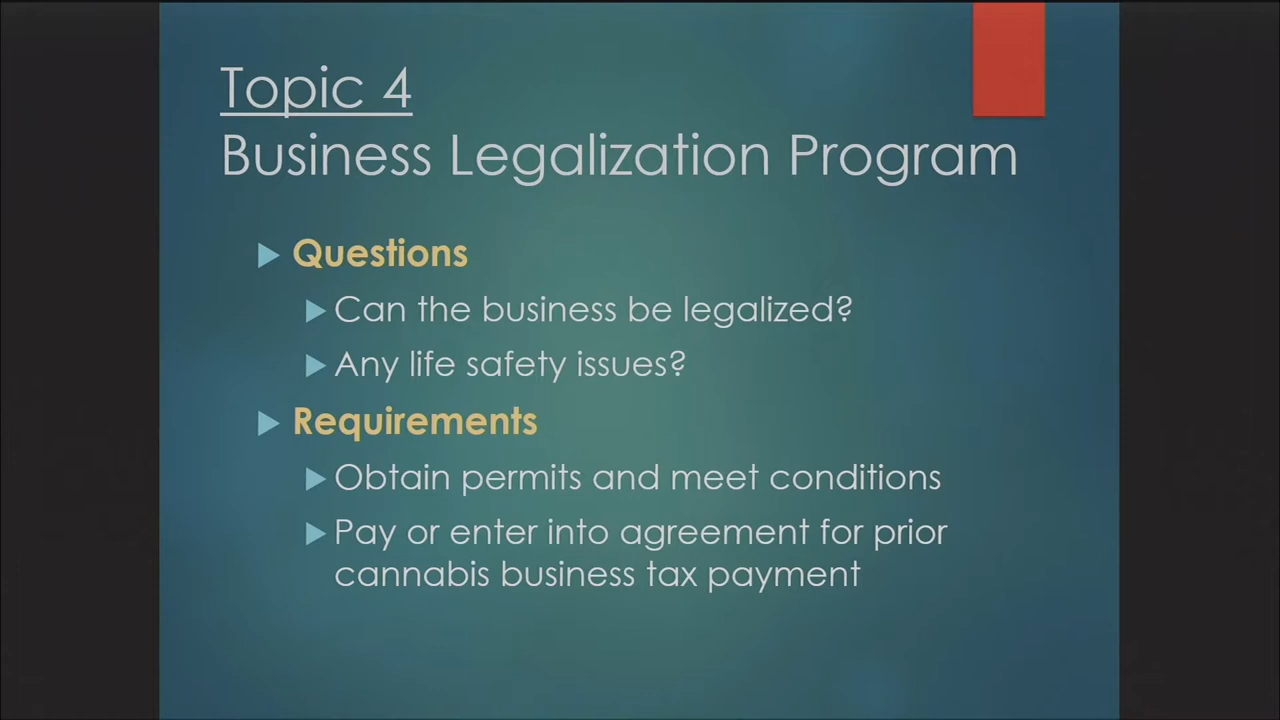 Topic 4
Business Legalization Program
Questions
Can the business be legalized?
Any life safety issues?
Requirements
Obtain permits and meet conditions
Pay or enter into agreement for prior
cannabis business tax payment